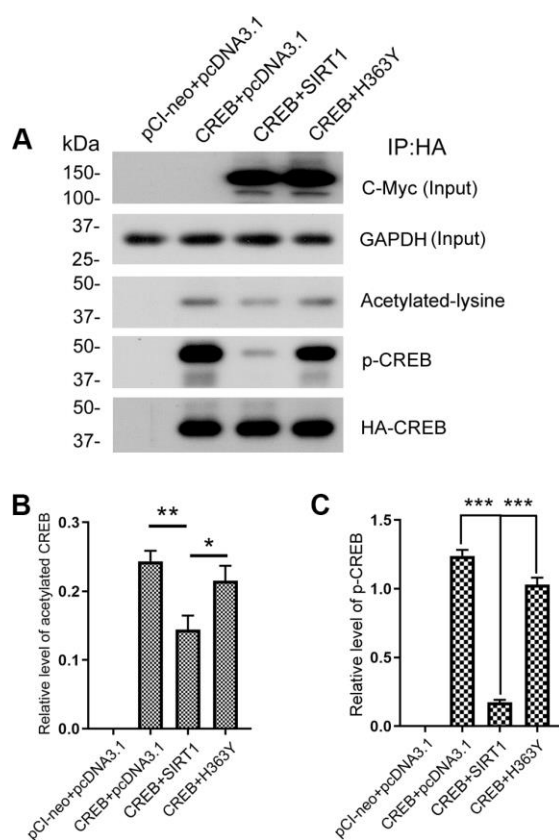 pCI-neo+pcDNA3.1
CREB+pcDNA3.1
CREB+SIRT1
CREB+H363Y
A
kDa
IP:HA
150-
100-
C-Myc (Input)
37-
25-
GAPDH (Input)
50-
37-
Acetylated-lysine
50-
37-
p-CREB
50-
37-
HA-CREB
B
Relative level of acetylated CREB
0.3
0.2
0.1
0.0
**
*
pCI-neo+pcDNA3.1
CREB+pcDNA3.1
CREB+SIRT1
CREB+H363Y
C
Relative level of p-CREB
1.5
1.0
0.5
0.0
*** ***
pCI-neo+pcDNA3.1
CREB+pcDNA3.1
CREB+SIRT1
CREB+H363Y